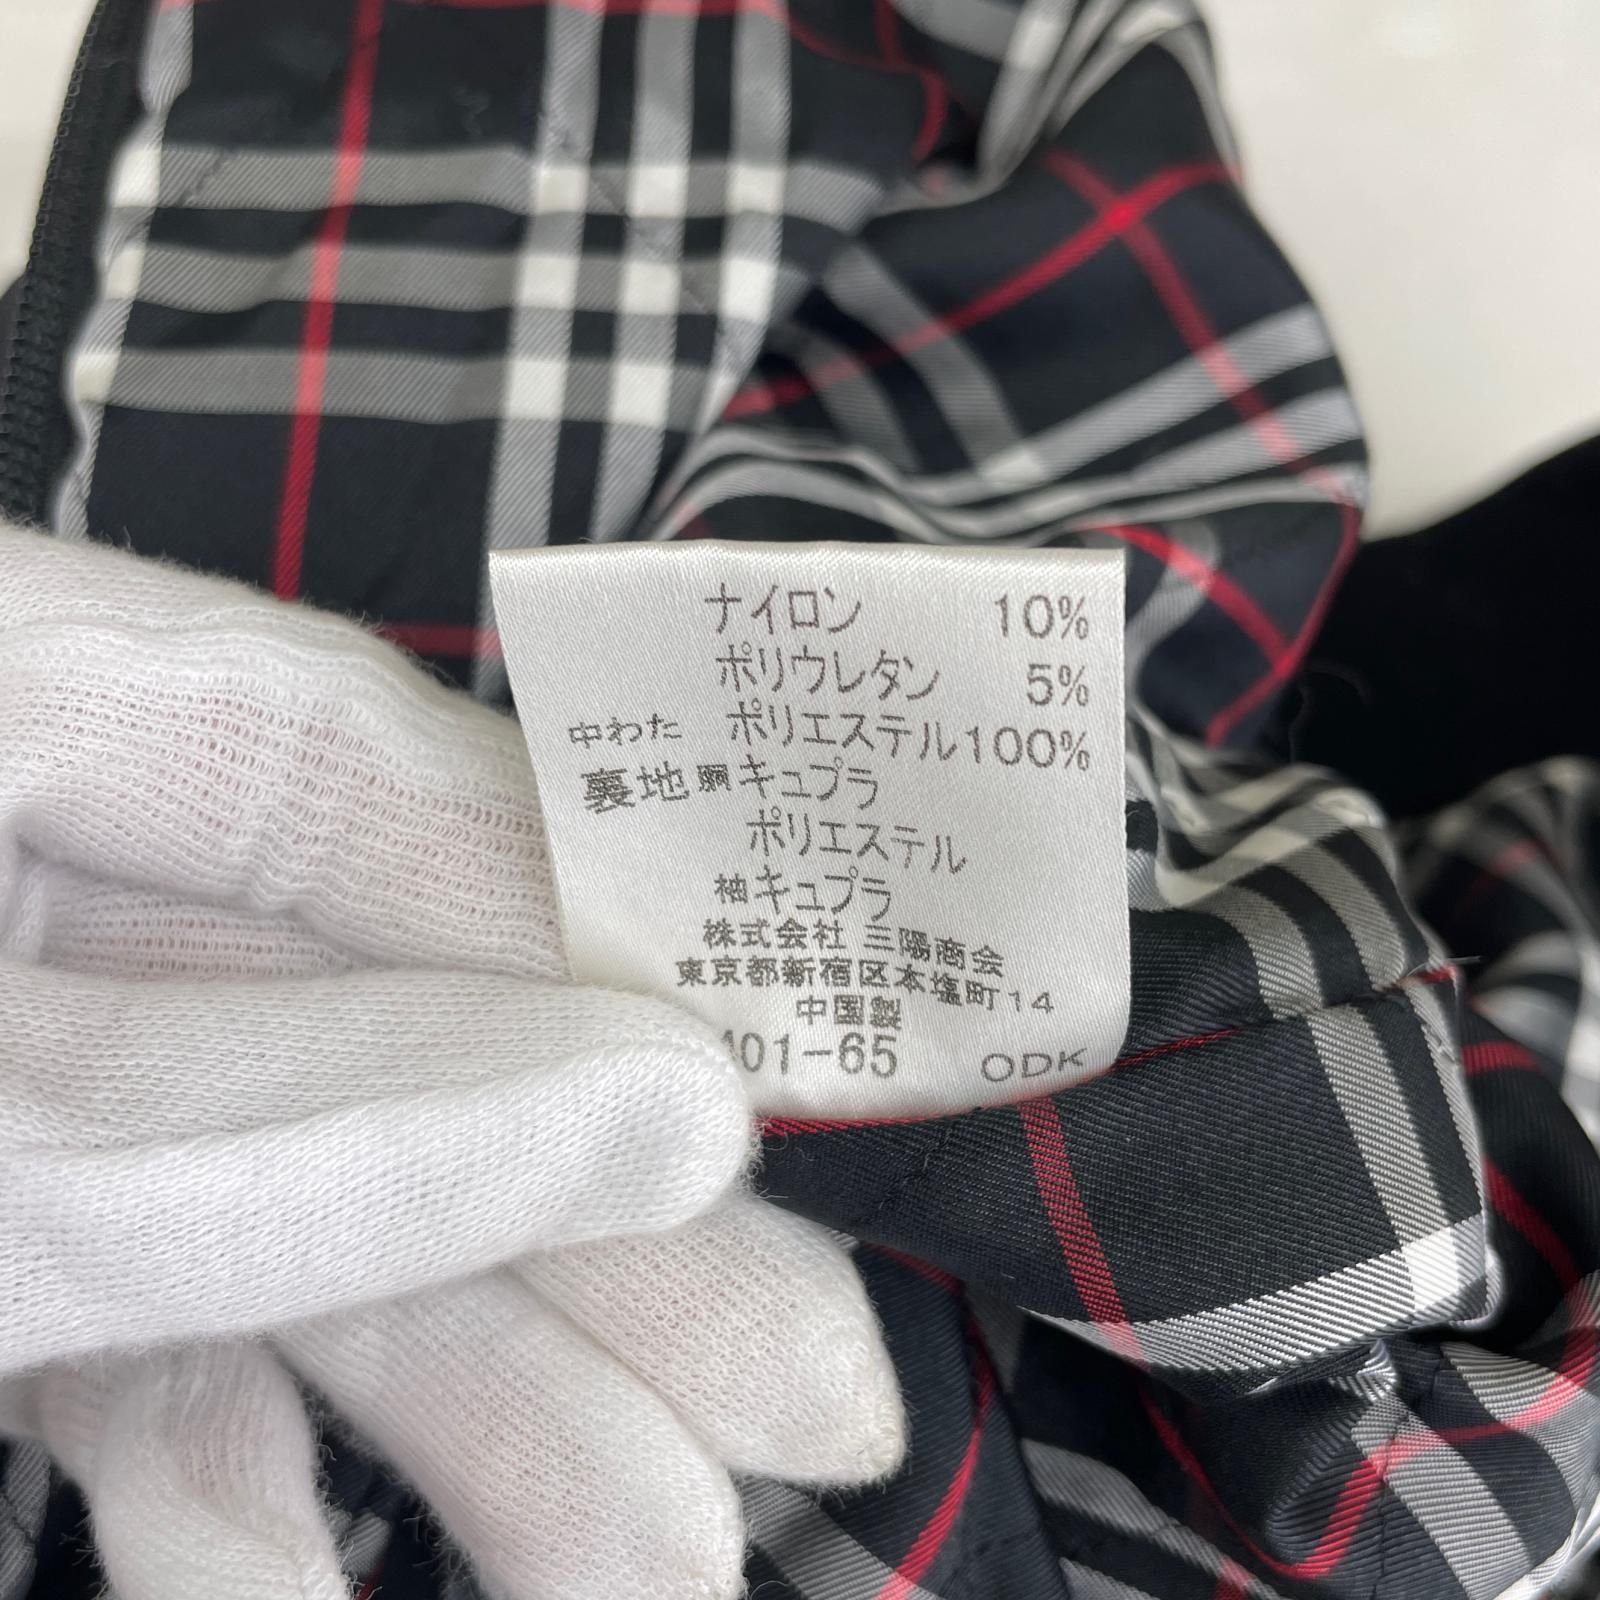 ナイロン 10%
ポリウレタン 5%
中わた ポリエステル100%
裏地 胴キュプラ
ポリエステル
袖キュプラ
株式会社 三陽商会
東京都新宿区本塩町14
中国製
401-65 ODK